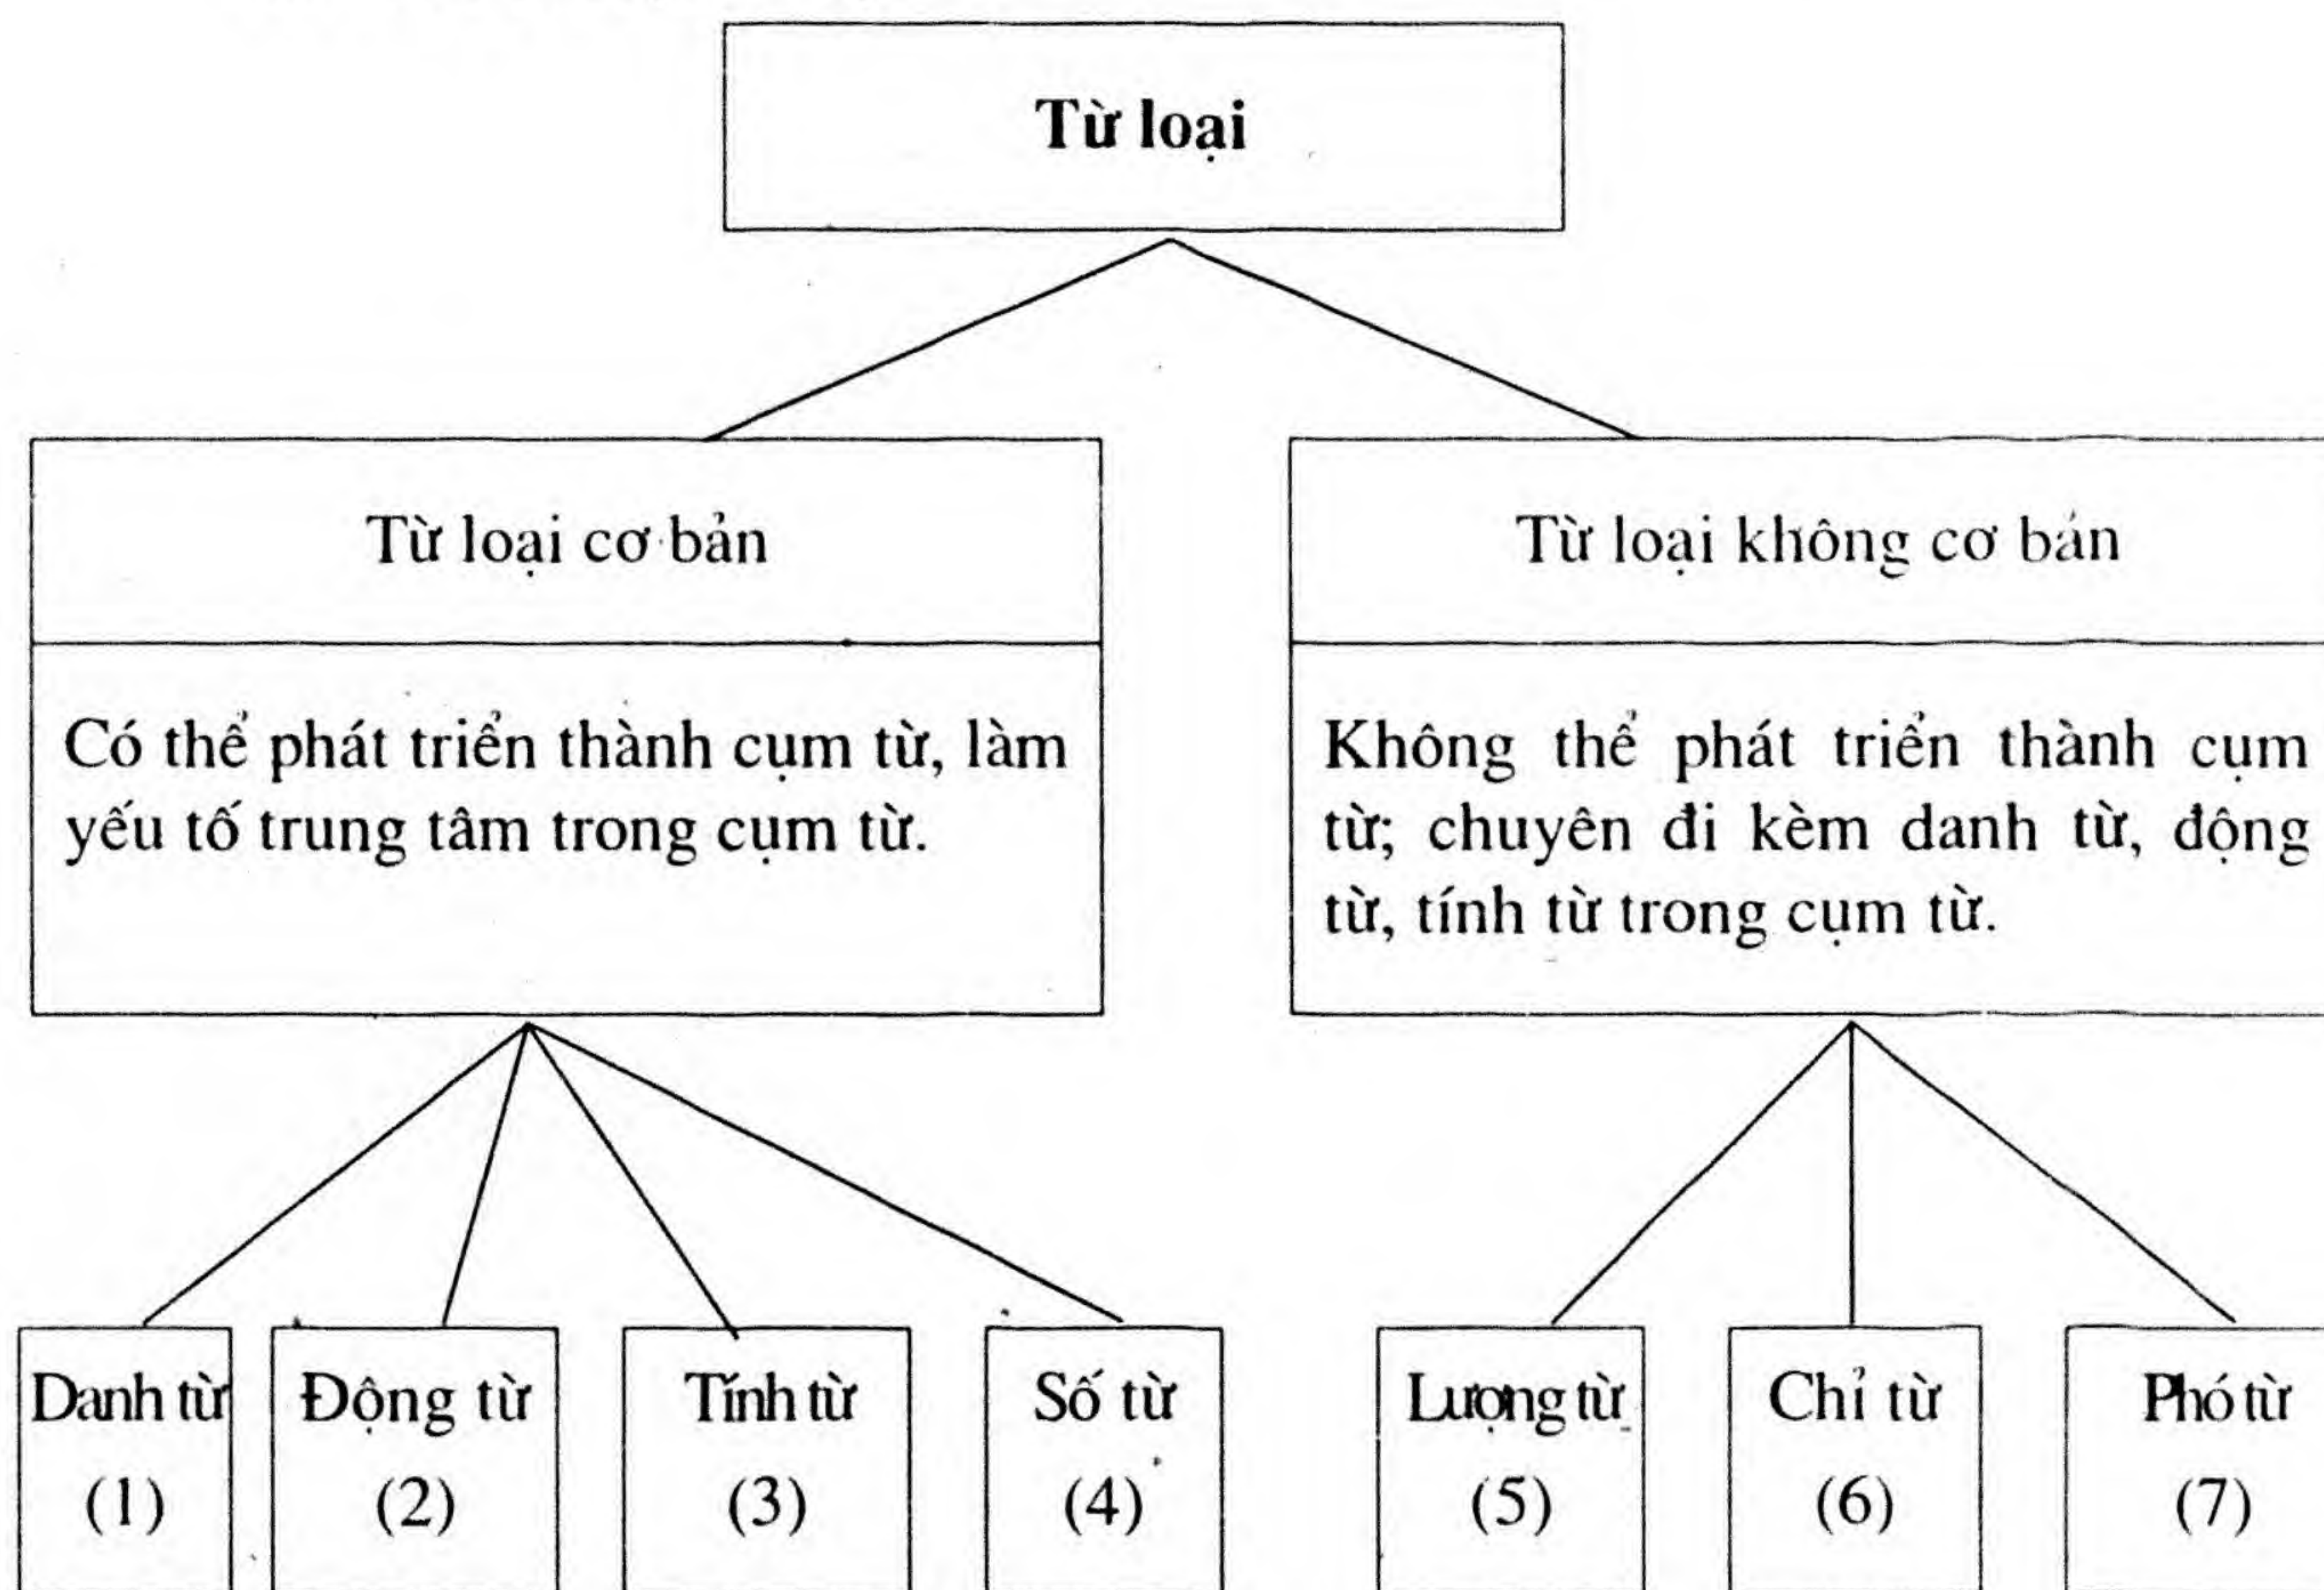 Từ loại
Từ loại cơ bản
Từ loại không cơ bản
Có thể phát triển thành cụm từ, làm
yếu tố trung tâm trong cụm từ.
Không thể phát triển thành cụm
từ; chuyên đi kèm danh từ, động
từ, tính từ trong cụm từ.
Danh từ
(1)
Động từ
(2)
Tính từ
(3)
Số từ
(4)
Lượng từ
(5)
Chỉ từ
(6)
Phó từ
(7)